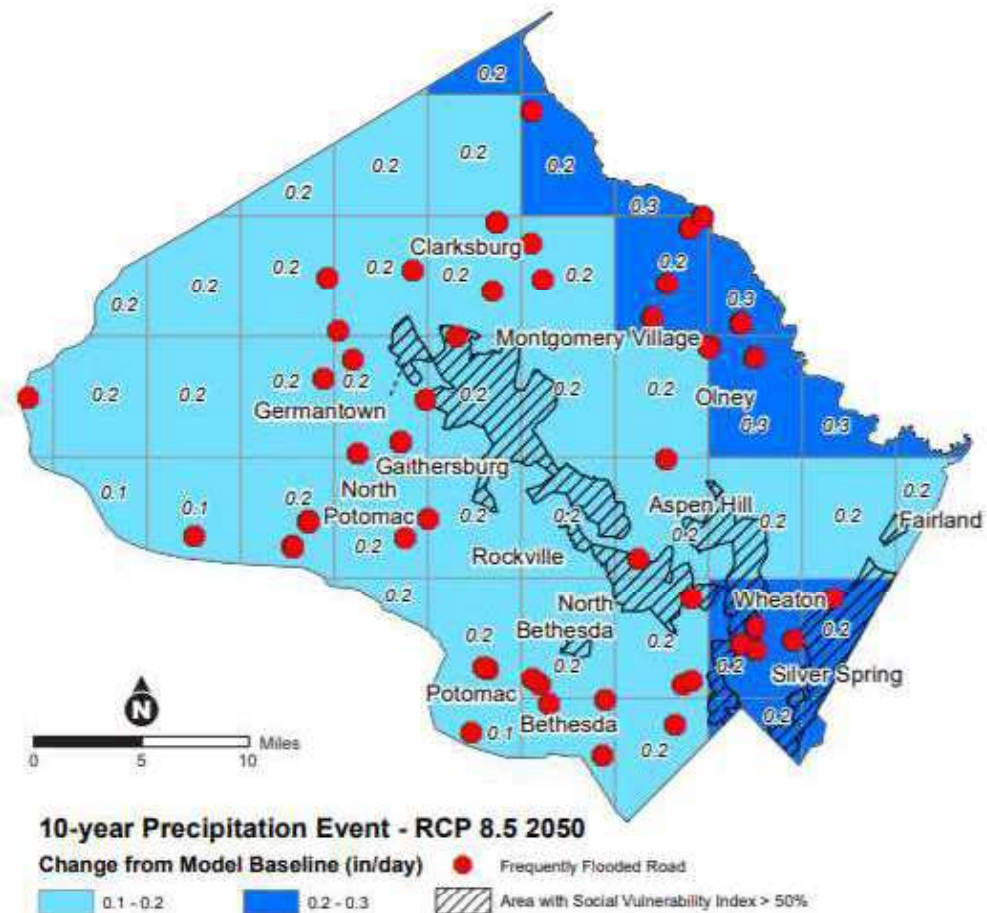 0.2
0.2
0.2
0.2
0.2
0.3
Clarksburg
0.2
0.2
0.2
0.2
0.2
0.2
0.2
0.3
Montgomery Village
0.2
0.2
0.2
0.2
0.2
0.2
0.2
Germantown
Olney
0.3
0.3
Gaithersburg
North
Potomac
0.1
0.1
0.2
0.2
0.2
0.2
Aspen Hill
0.2
0.2
0.2
0.2
Fairland
Rockville
0.2
North
Bethesda
Wheaton
0.2
0.2
0.2
0.2
0.2
Silver Spring
Potomac
0.1
Bethesda
0.2
0.2
N
Miles
0 5 10
10-year Precipitation Event - RCP 8.5 2050
Change from Model Baseline (in/day)
Frequently Flooded Road
0.1 - 0.2
0.2 - 0.3
Area with Social Vulnerability Index > 50%